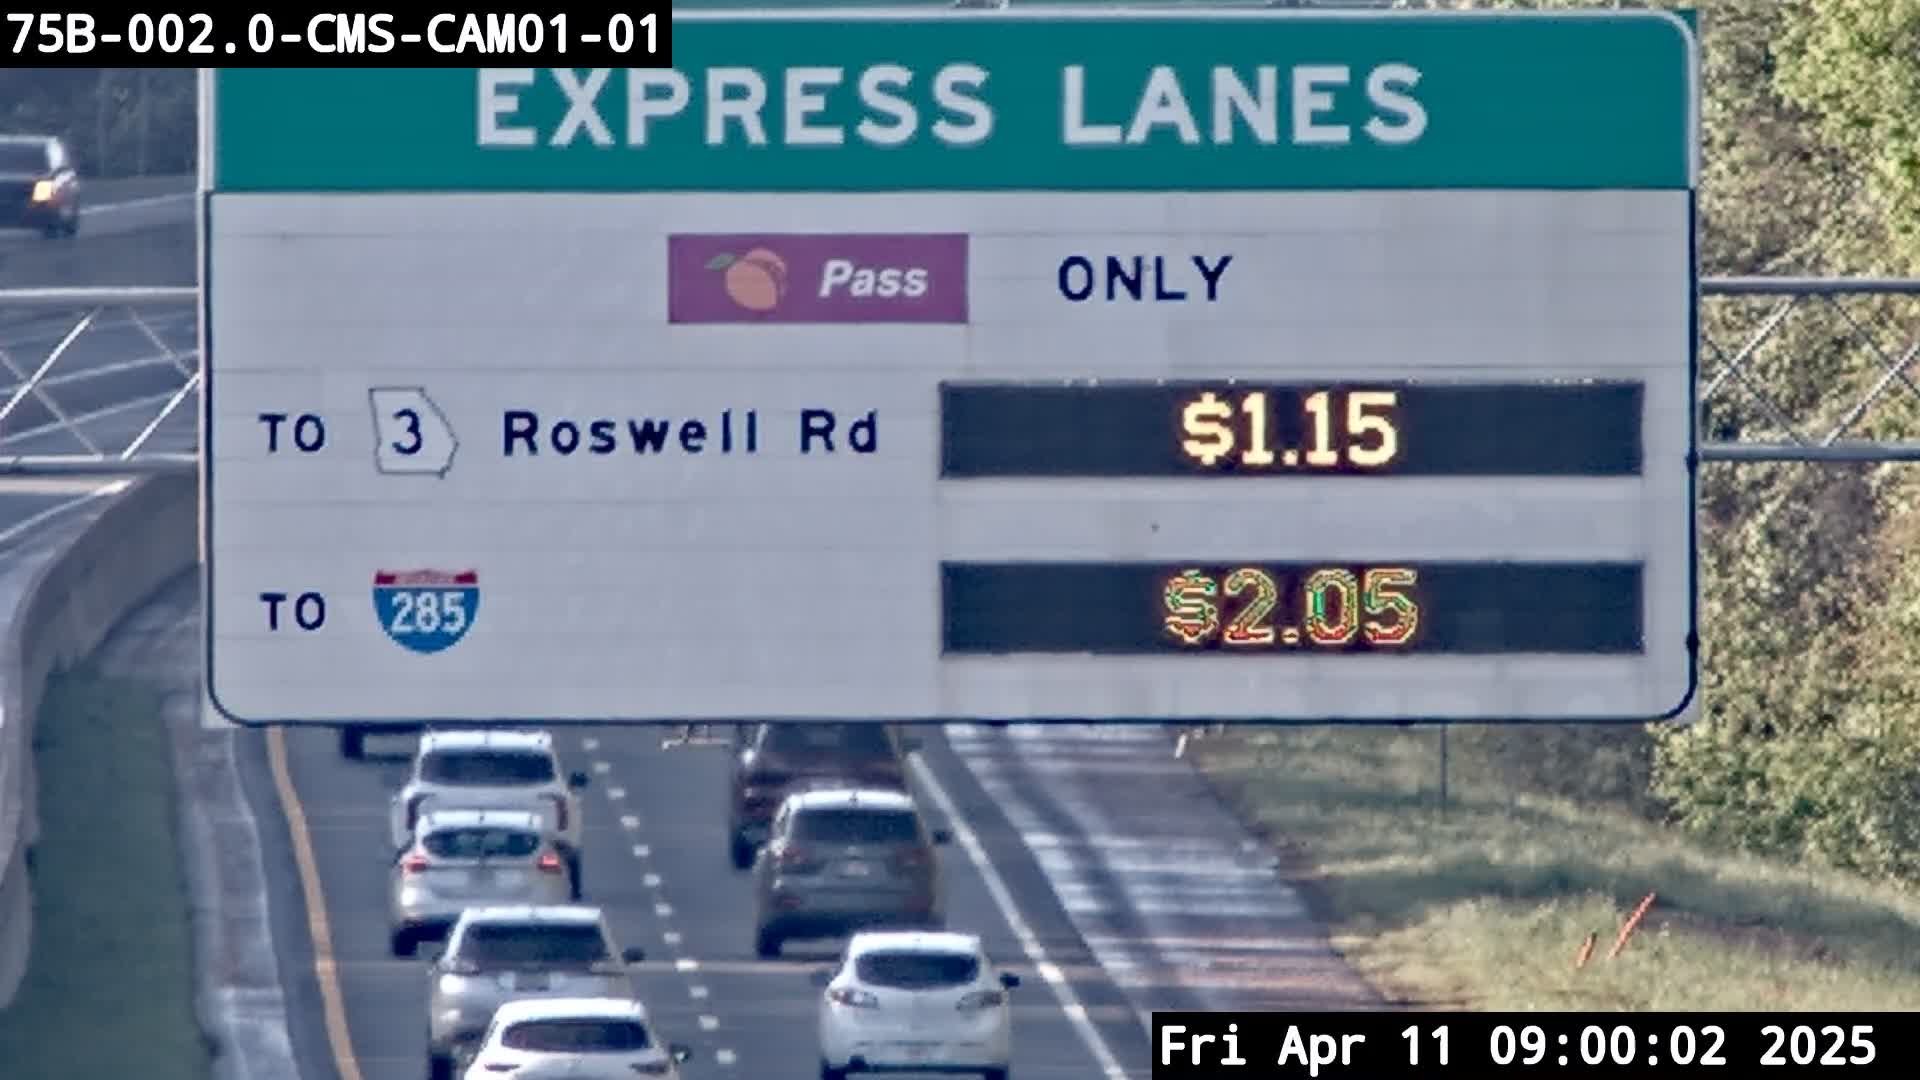 75B-002.0-CMS-CAM01-01
EXPRESS LANES
Pass ONLY
TO 3 Roswell Rd $1.15
TO 285 $2.05
Fri Apr 11 09:00:02 2025